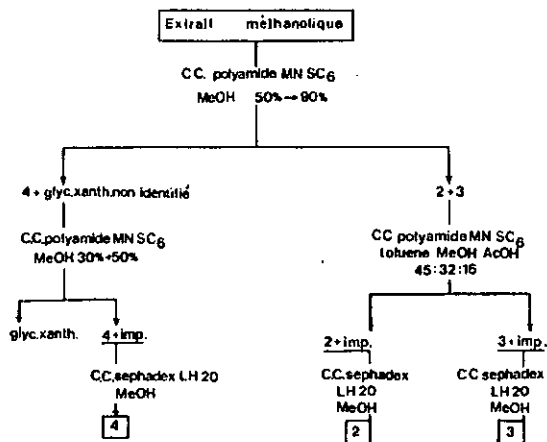 Extrait méthanolique
C.C. polyamide MN SC6
MeOH 50%→90%
4+glyc.xanth.non identifié
2+3
C.C.polyamide MN SC6
MeOH 30%→50%
CC polyamide MN SC6
toluene MeOH AcOH
45:32:16
glyc.xanth.
4+imp.
2+imp.
3+imp.
C.C.sephadex LH 20
MeOH
C.C.sephadex
LH 20
MeOH
C C sephadex
LH 20
MeOH
4
2
3